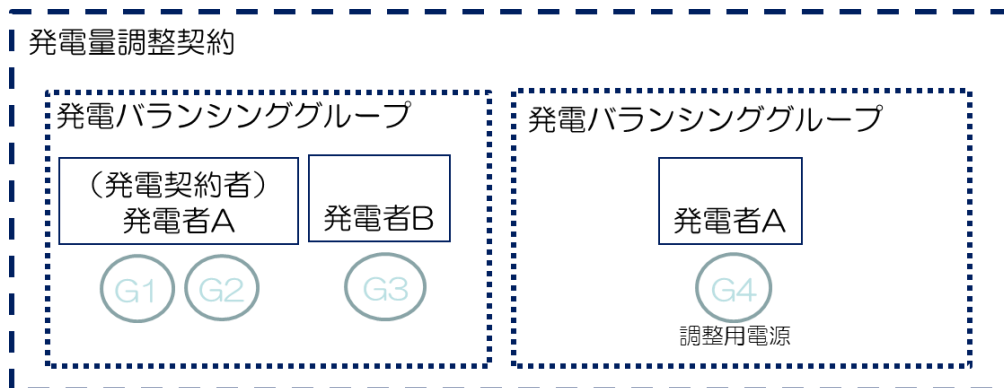 発電量調整契約
発電バランシンググループ
(発電契約者)
発電者A
発電者B
G1
G2
G3
発電バランシンググループ
発電者A
G4
調整用電源